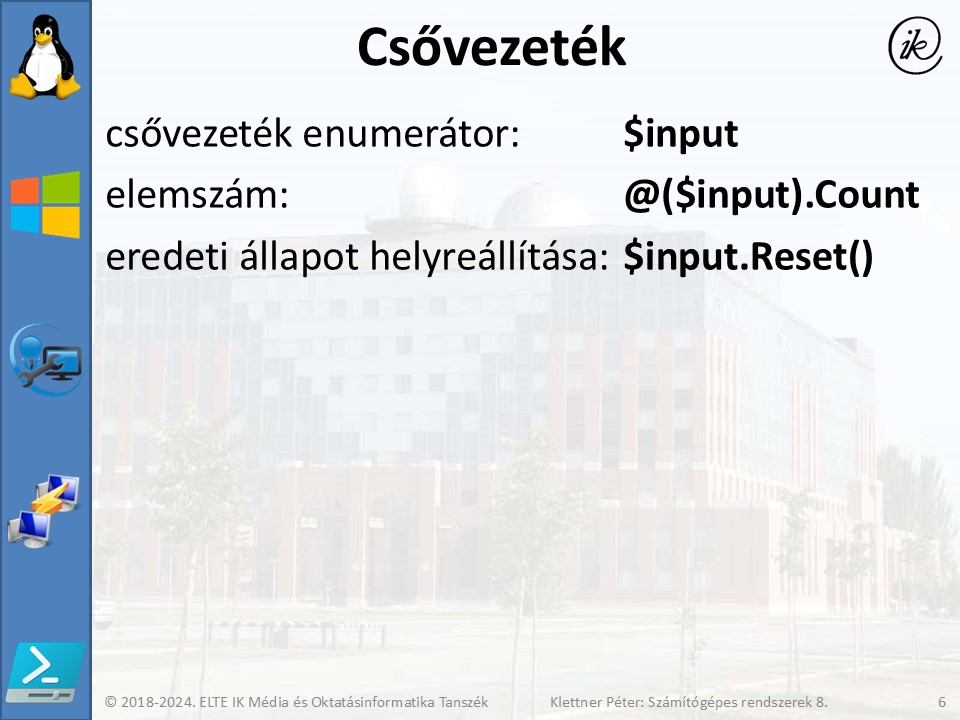 Csővezeték
ik
csővezeték enumerátor: $input
elemszám: @($input).Count
eredeti állapot helyreállítása: $input.Reset()
© 2018-2024. ELTE IK Média és Oktatásinformatika Tanszék Klettner Péter: Számítógépes rendszerek 8. 6